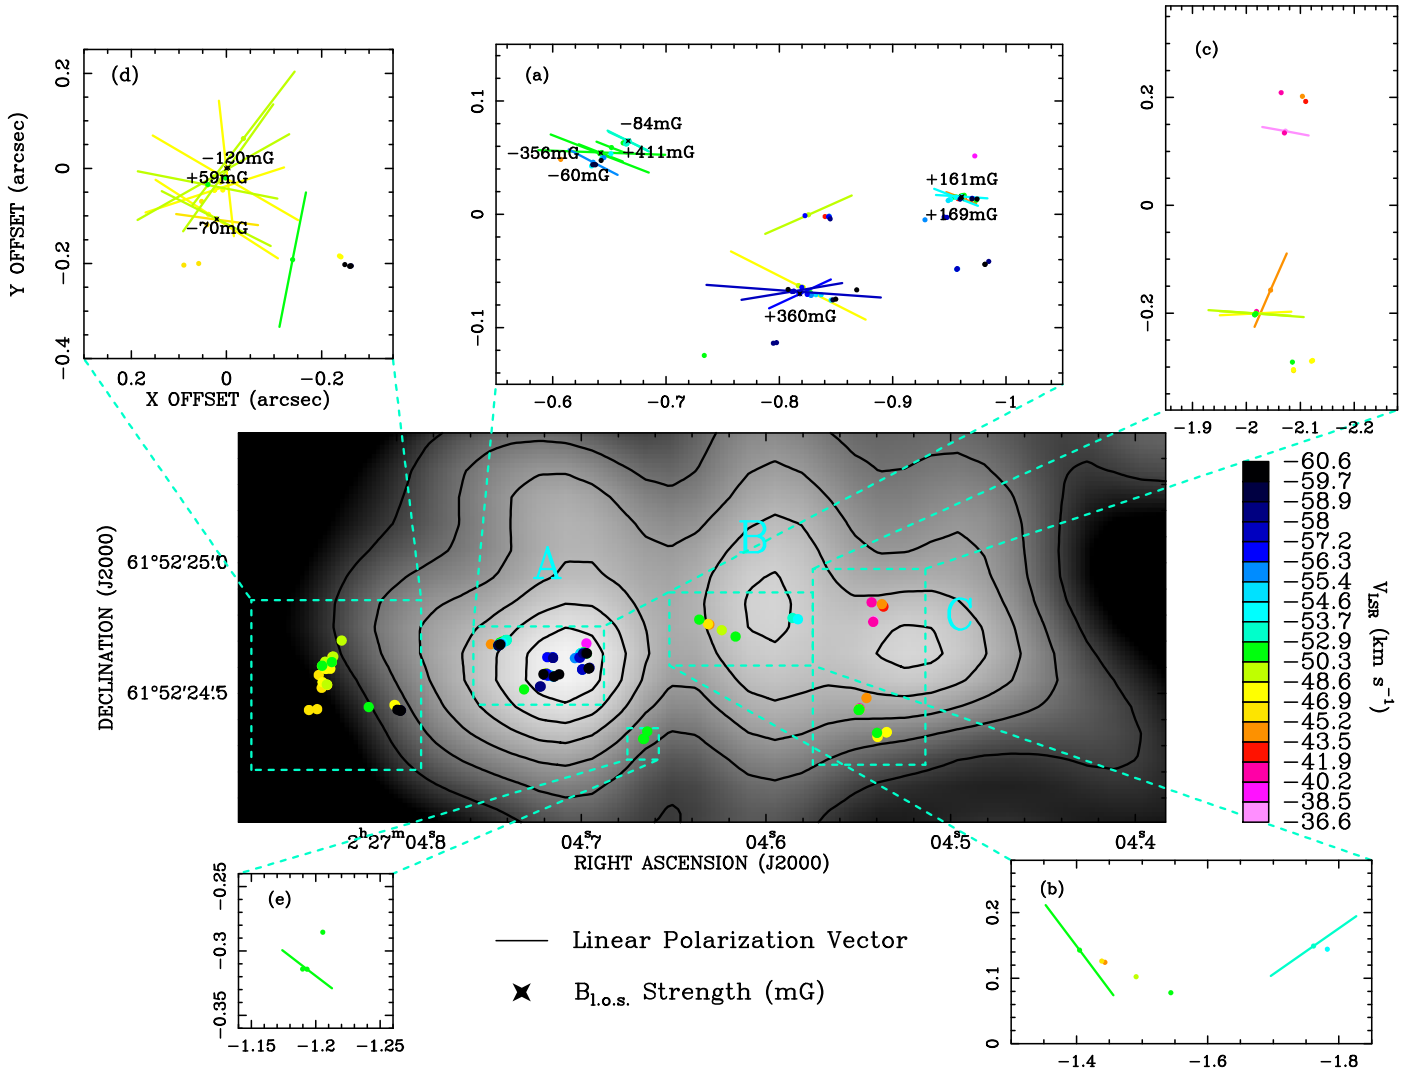 (d)
Y OFFSET (arcsec)
0.2
0
−0.2
−0.4
−120mG
+59mG
−70mG
0.2 0 −0.2
X OFFSET (arcsec)
(a)
0.1
0
−0.1
−84mG
−356mG +411mG
−60mG
+161mG
+169mG
+360mG
−0.6 −0.7 −0.8 −0.9 −1
(c)
0.2
0
−0.2
−1.9 −2 −2.1 −2.2
DECLINATION (J2000)
61°52'25.″0
61°52'24.″5
A
B
C
2h27m04.s8 04.s7 04.s6 04.s5 04.s4
RIGHT ASCENSION (J2000)
−60.6
−59.7
−58.9
−58
−57.2
−56.3
−55.4
−54.6
−53.7
−52.9
−50.3
−48.6
−46.9
−45.2
−43.5
−41.9
−40.2
−38.5
−36.6
VLSR (km s−1)
(e)
−0.25
−0.3
−0.35
−1.15 −1.2 −1.25
Linear Polarization Vector
Bl.o.s. Strength (mG)
(b)
0.2
0.1
0
−1.4 −1.6 −1.8